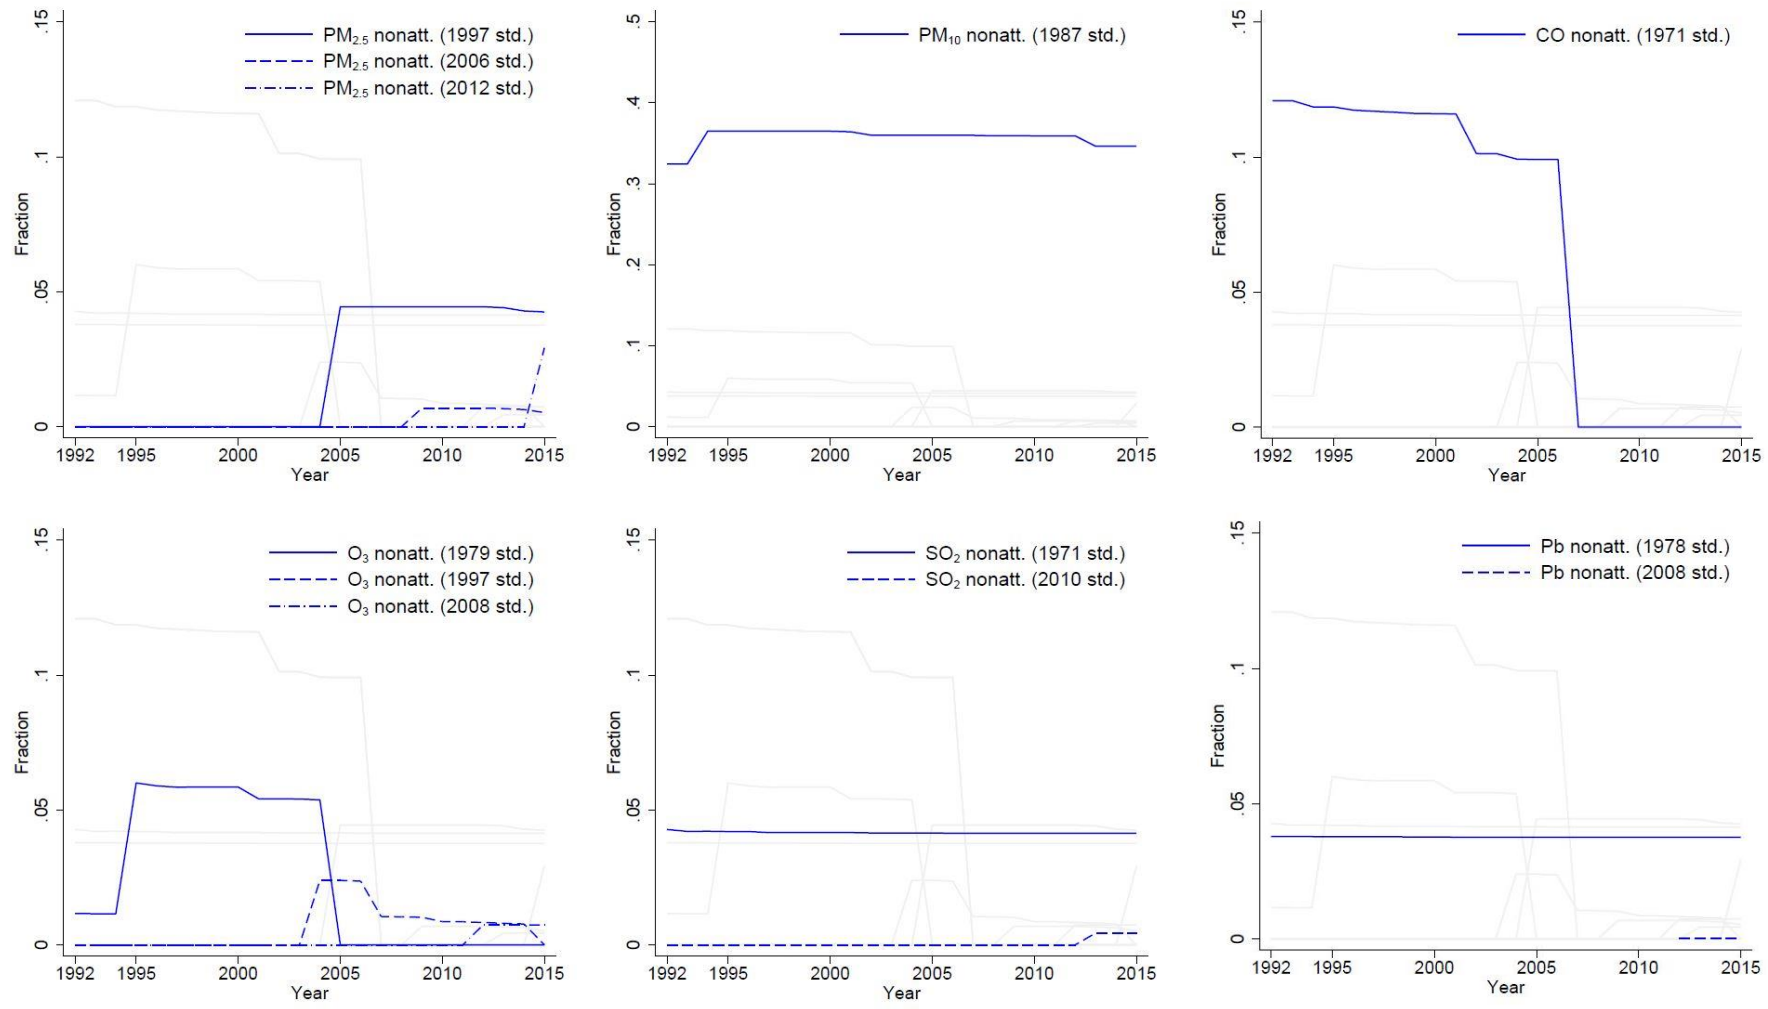 PM2.5 nonatt. (1997 std.)
PM2.5 nonatt. (2006 std.)
PM2.5 nonatt. (2012 std.)
Fraction
.15
.1
.05
0
1992 1995 2000 2005 2010 2015
Year
PM10 nonatt. (1987 std.)
Fraction
.5
.4
.3
.2
.1
0
1992 1995 2000 2005 2010 2015
Year
CO nonatt. (1971 std.)
Fraction
.15
.1
.05
0
1992 1995 2000 2005 2010 2015
Year
O3 nonatt. (1979 std.)
O3 nonatt. (1997 std.)
O3 nonatt. (2008 std.)
Fraction
.15
.1
.05
0
1992 1995 2000 2005 2010 2015
Year
SO2 nonatt. (1971 std.)
SO2 nonatt. (2010 std.)
Fraction
.15
.1
.05
0
1992 1995 2000 2005 2010 2015
Year
Pb nonatt. (1978 std.)
Pb nonatt. (2008 std.)
Fraction
.15
.1
.05
0
1992 1995 2000 2005 2010 2015
Year